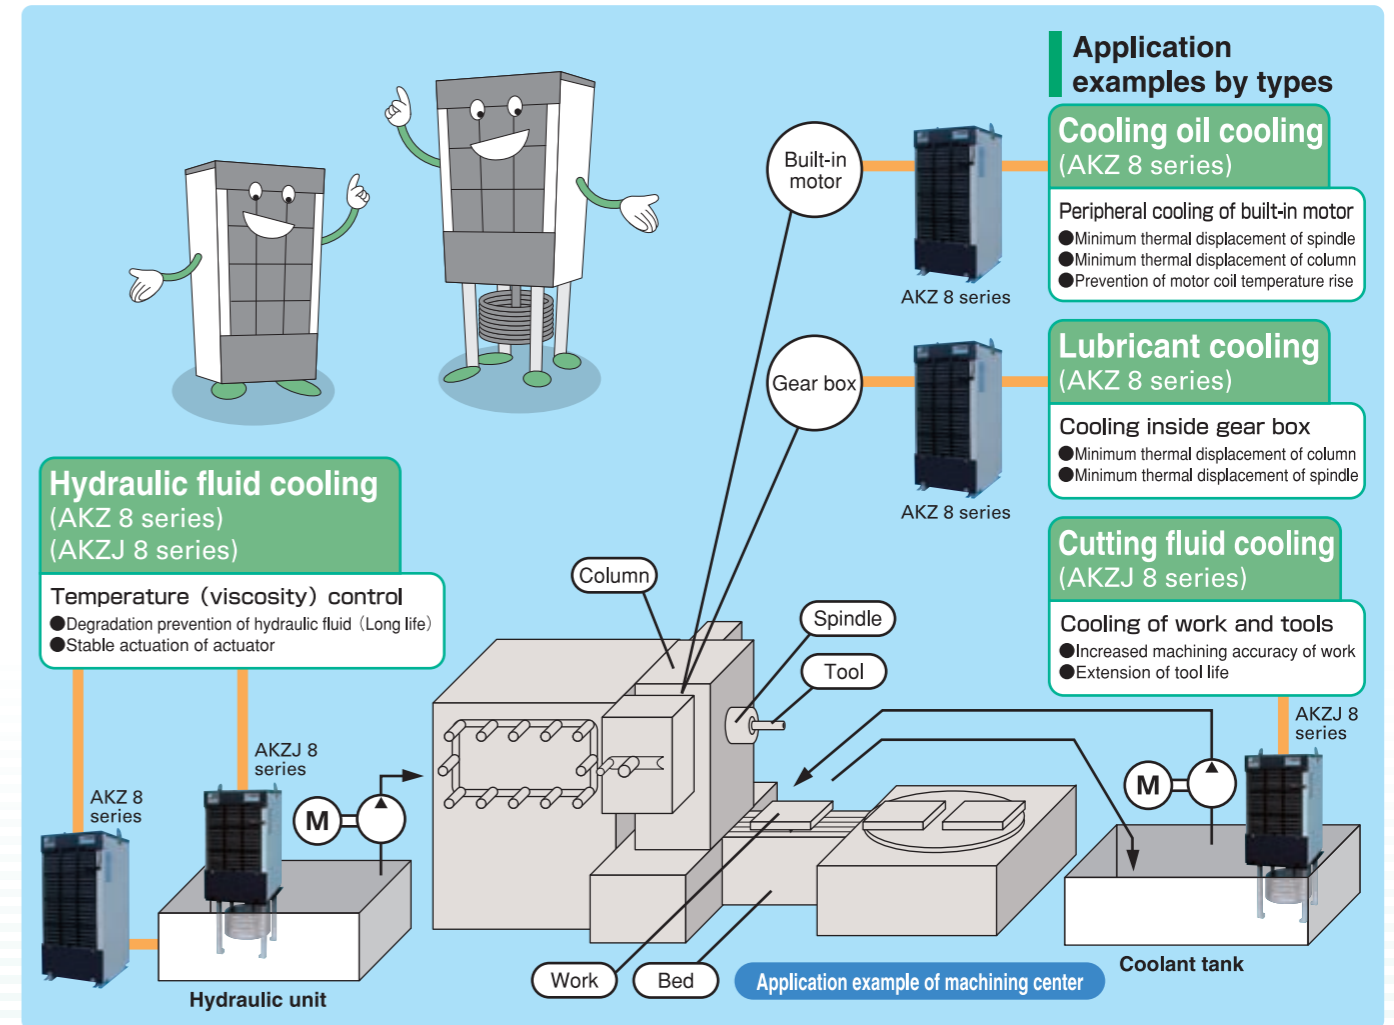 Application
examples by types
Cooling oil cooling
(AKZ 8 series)
Peripheral cooling of built-in motor
●Minimum thermal displacement of spindle
●Minimum thermal displacement of column
●Prevention of motor coil temperature rise
Built-in
motor
AKZ 8 series
Lubricant cooling
(AKZ 8 series)
Cooling inside gear box
●Minimum thermal displacement of column
●Minimum thermal displacement of spindle
Gear box
AKZ 8 series
Hydraulic fluid cooling
(AKZ 8 series)
(AKZJ 8 series)
Temperature (viscosity) control
●Degradation prevention of hydraulic fluid (Long life)
●Stable actuation of actuator
Cutting fluid cooling
(AKZJ 8 series)
Cooling of work and tools
●Increased machining accuracy of work
●Extension of tool life
Column
Spindle
Tool
AKZJ 8
series
AKZJ 8
series
AKZ 8
series
M
M
Work
Bed
Application example of machining center
Coolant tank
Hydraulic unit